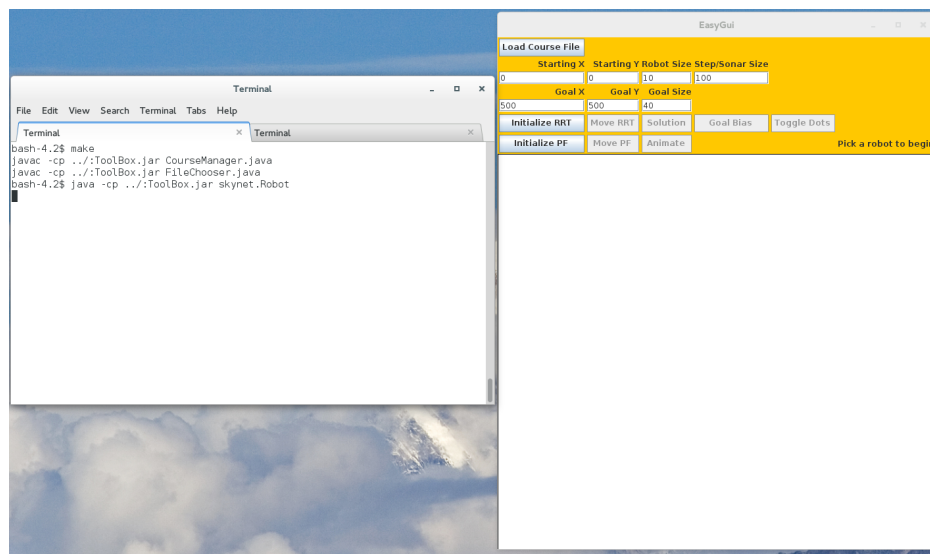 Terminal
File Edit View Search Terminal Tabs Help
Terminal
Terminal
bash-4.2$ make
javac -cp ../:ToolBox.jar CourseManager.java
javac -cp ../:ToolBox.jar FileChooser.java
bash-4.2$ java -cp ../:ToolBox.jar skynet.Robot
EasyGui
Load Course File
Starting X Starting Y Robot Size Step/Sonar Size
0 0 10 100
Goal X Goal Y Goal Size
500 500 40
Initialize RRT Move RRT Solution Goal Bias Toggle Dots
Initialize PF Move PF Animate Pick a robot to begin